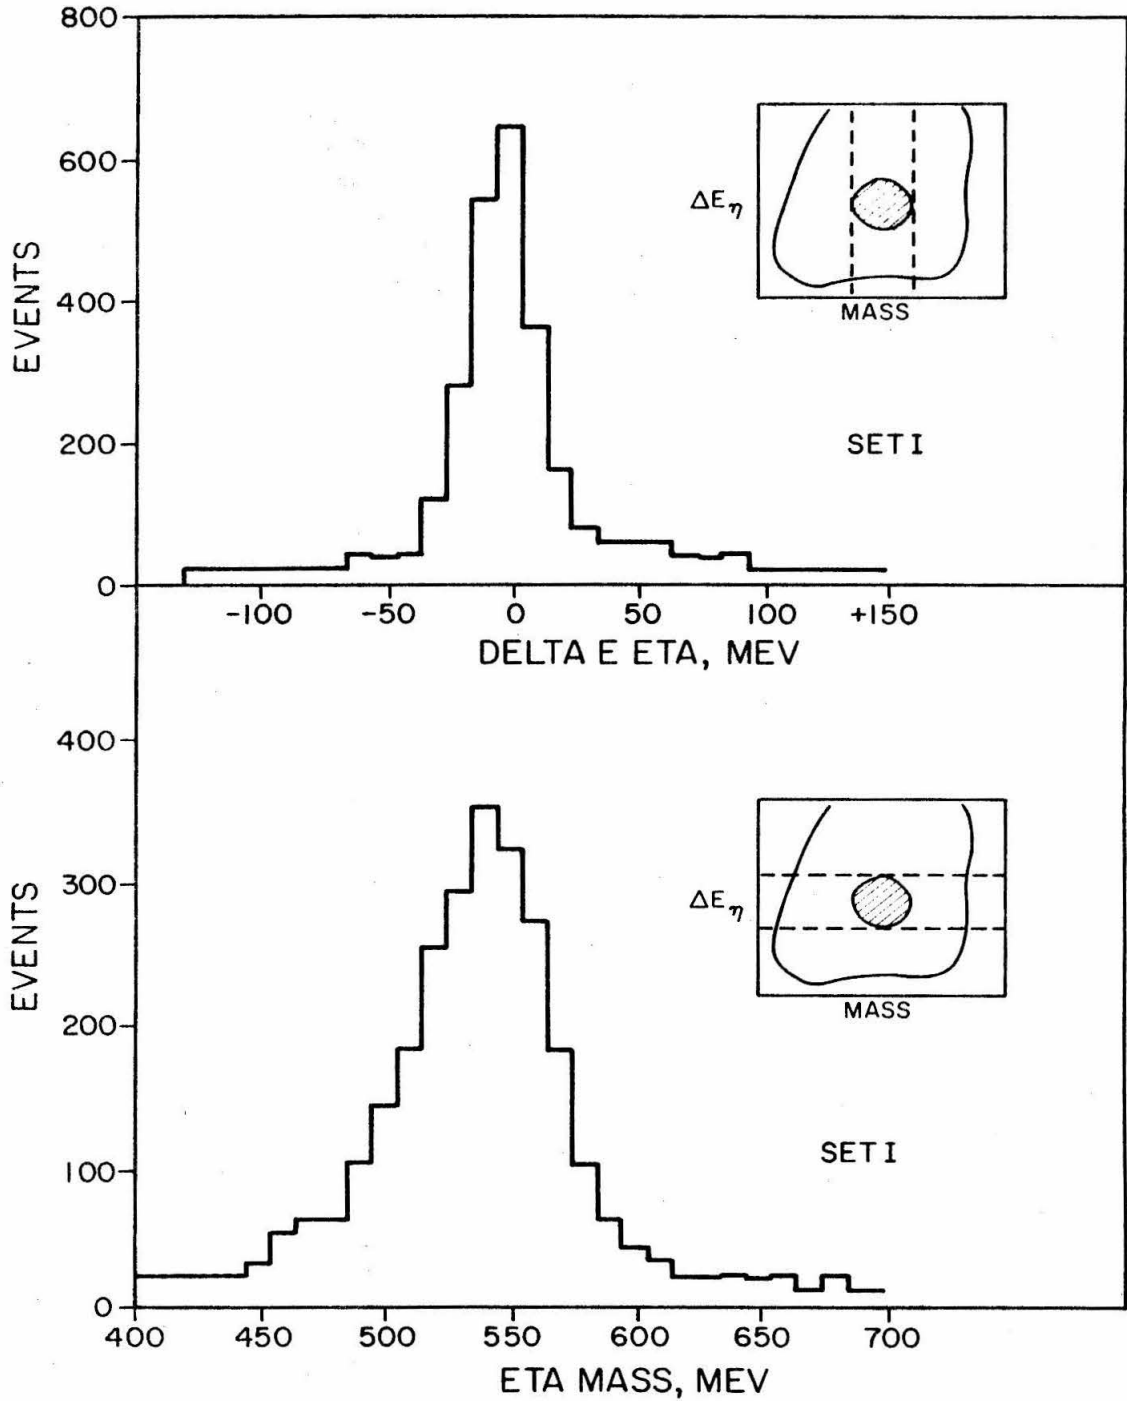 800
600
400
200
0
EVENTS
-100 -50 0 50 100 +150
DELTA E ETA, MEV
ΔEη
MASS
SET I
400
300
200
100
0
EVENTS
400 450 500 550 600 650 700
ETA MASS, MEV
ΔEη
MASS
SET I